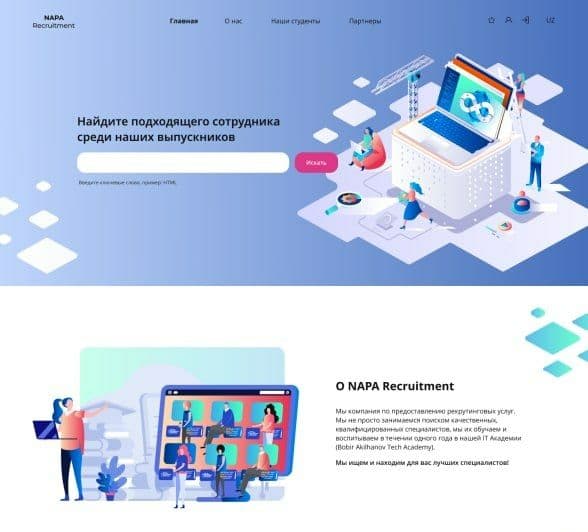 NAPA
Recruitment
Главная
О нас
Наши студенты
Партнеры
UZ
Найдите подходящего сотрудника
среди наших выпускников
Искать
Введите ключевые слова, пример: HTML
О NAPA Recruitment
Мы компания по предоставлению рекрутинговых услуг.
Мы не просто занимаемся поиском качественных,
квалифицированных специалистов, мы их обучаем и
воспитываем в течении одного года в нашей IT Академии
(Bobir Akilhanov Tech Academy).
Мы ищем и находим для вас лучших специалистов!